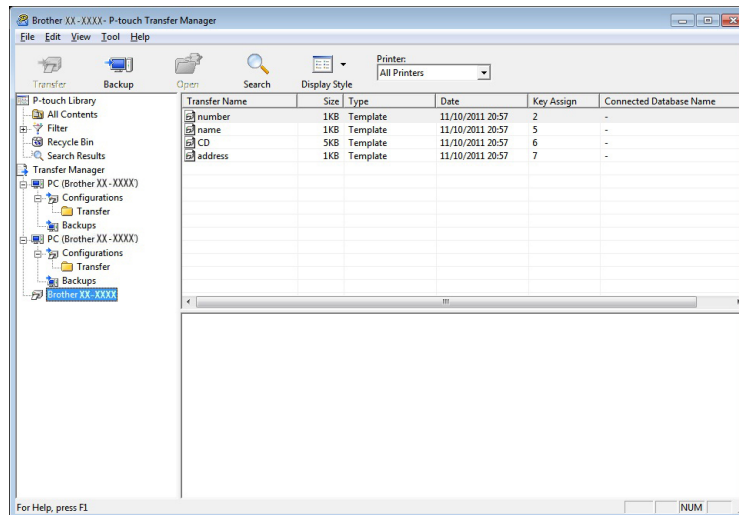 Brother XX-XXXX- P-touch Transfer Manager
File Edit View Tool Help
Transfer Backup Open Search Display Style
Printer:
All Printers
P-touch Library
All Contents
Filter
Recycle Bin
Search Results
Transfer Manager
PC (Brother XX-XXXX)
Configurations
Transfer
Backups
PC (Brother XX-XXXX)
Configurations
Transfer
Backups
Brother XX-XXXX
Transfer Name Size Type Date Key Assign Connected Database Name
number 1KB Template 11/10/2011 20:57 2 -
name 1KB Template 11/10/2011 20:57 5 -
CD 5KB Template 11/10/2011 20:57 6 -
address 1KB Template 11/10/2011 20:57 7 -
For Help, press F1
NUM